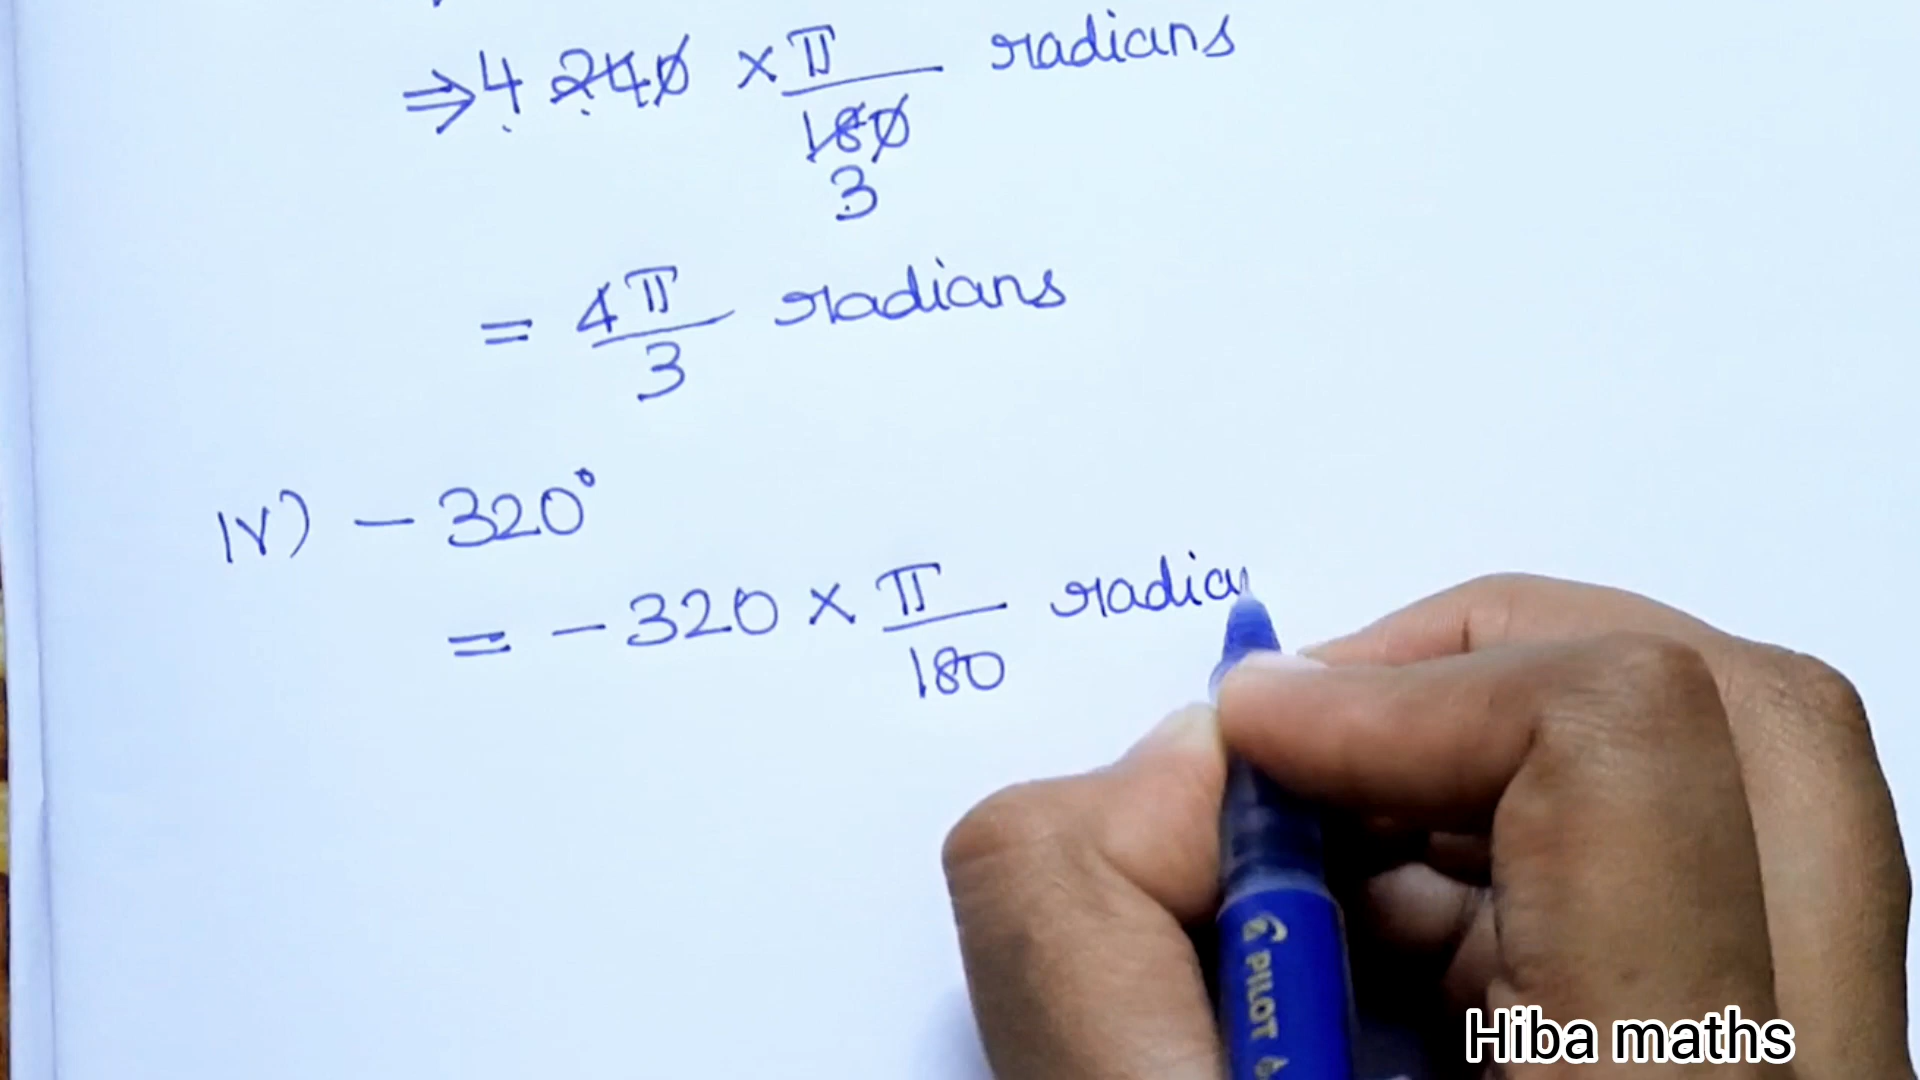 ⇒ 4 240 × π/180 radians
3
= 4π/3 radians
IV) - 320°
= - 320 × π/180 radian
PILOT
Hiba maths